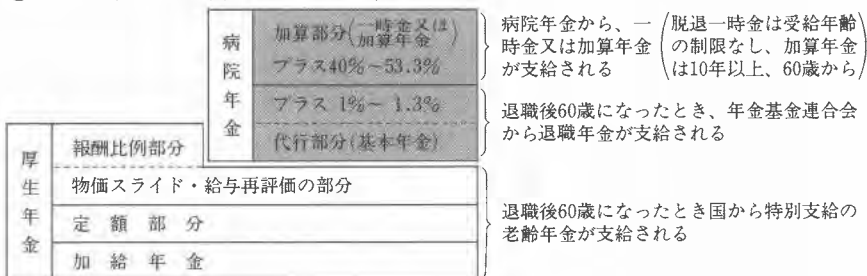 病院年金
加算部分(一時金又は加算年金)
プラス40%~53.3%
プラス 1%~ 1.3%
代行部分(基本年金)
病院年金から、一時金又は加算年金が支給される
(脱退一時金は受給年齢の制限なし、加算年金は10年以上、60歳から)
退職後60歳になったとき、年金基金連合会
から退職年金が支給される
厚生年金
報酬比例部分
物価スライド・給与再評価の部分
定額部分
加給年金
退職後60歳になったとき国から特別支給の
老齢年金が支給される